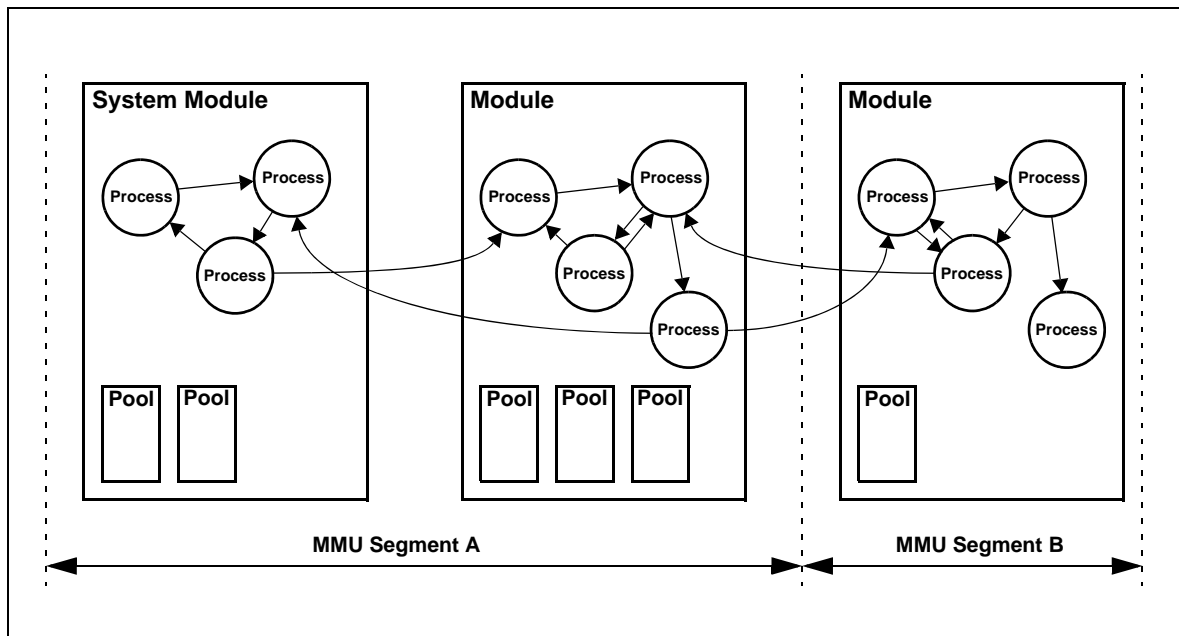 System Module
Process
Process
Process
Pool
Pool
Module
Process
Process
Process
Process
Pool
Pool
Pool
Module
Process
Process
Process
Process
Pool
MMU Segment A
MMU Segment B